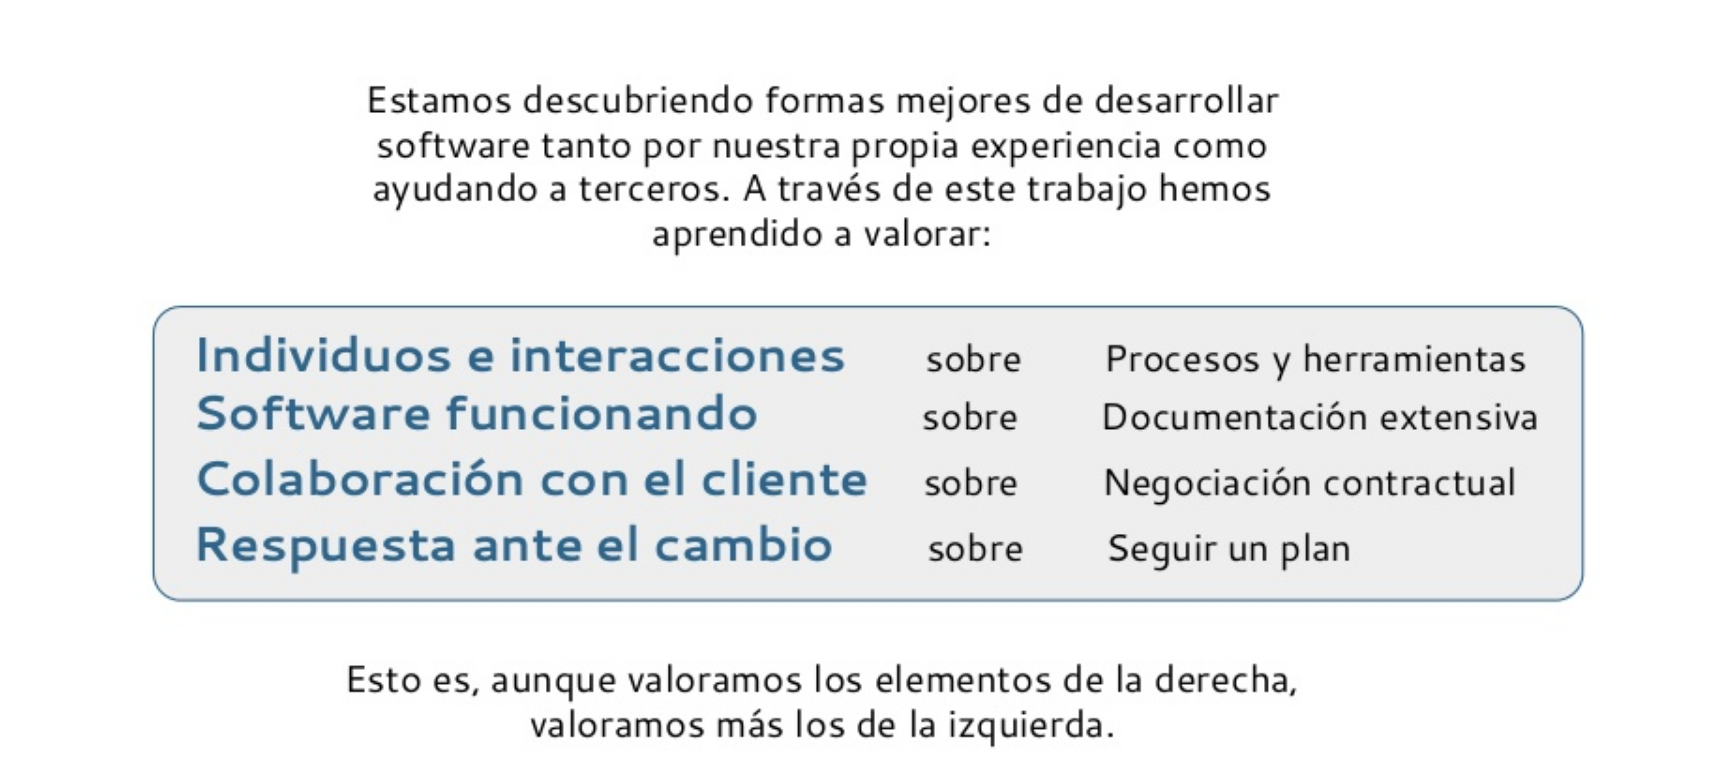 Estamos descubriendo formas mejores de desarrollar
software tanto por nuestra propia experiencia como
ayudando a terceros. A través de este trabajo hemos
aprendido a valorar:
Individuos e interacciones sobre Procesos y herramientas
Software funcionando sobre Documentación extensiva
Colaboración con el cliente sobre Negociación contractual
Respuesta ante el cambio sobre Seguir un plan
Esto es, aunque valoramos los elementos de la derecha,
valoramos más los de la izquierda.